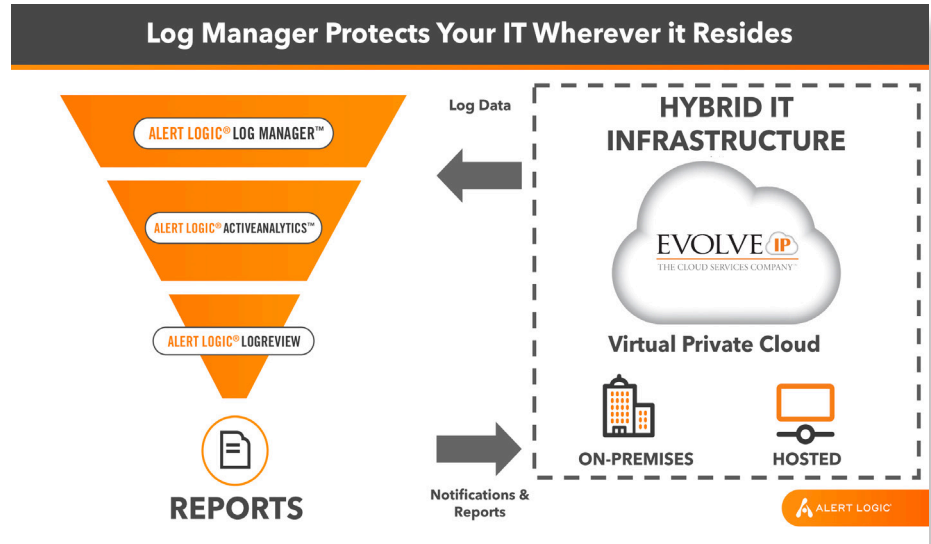 Log Manager Protects Your IT Wherever it Resides
ALERT LOGIC® LOG MANAGER™
ALERT LOGIC® ACTIVEANALYTICS™
ALERT LOGIC® LOGREVIEW
REPORTS
Log Data
Notifications &
Reports
HYBRID IT
INFRASTRUCTURE
EVOLVE IP
THE CLOUD SERVICES COMPANY™
Virtual Private Cloud
ON-PREMISES
HOSTED
ALERT LOGIC